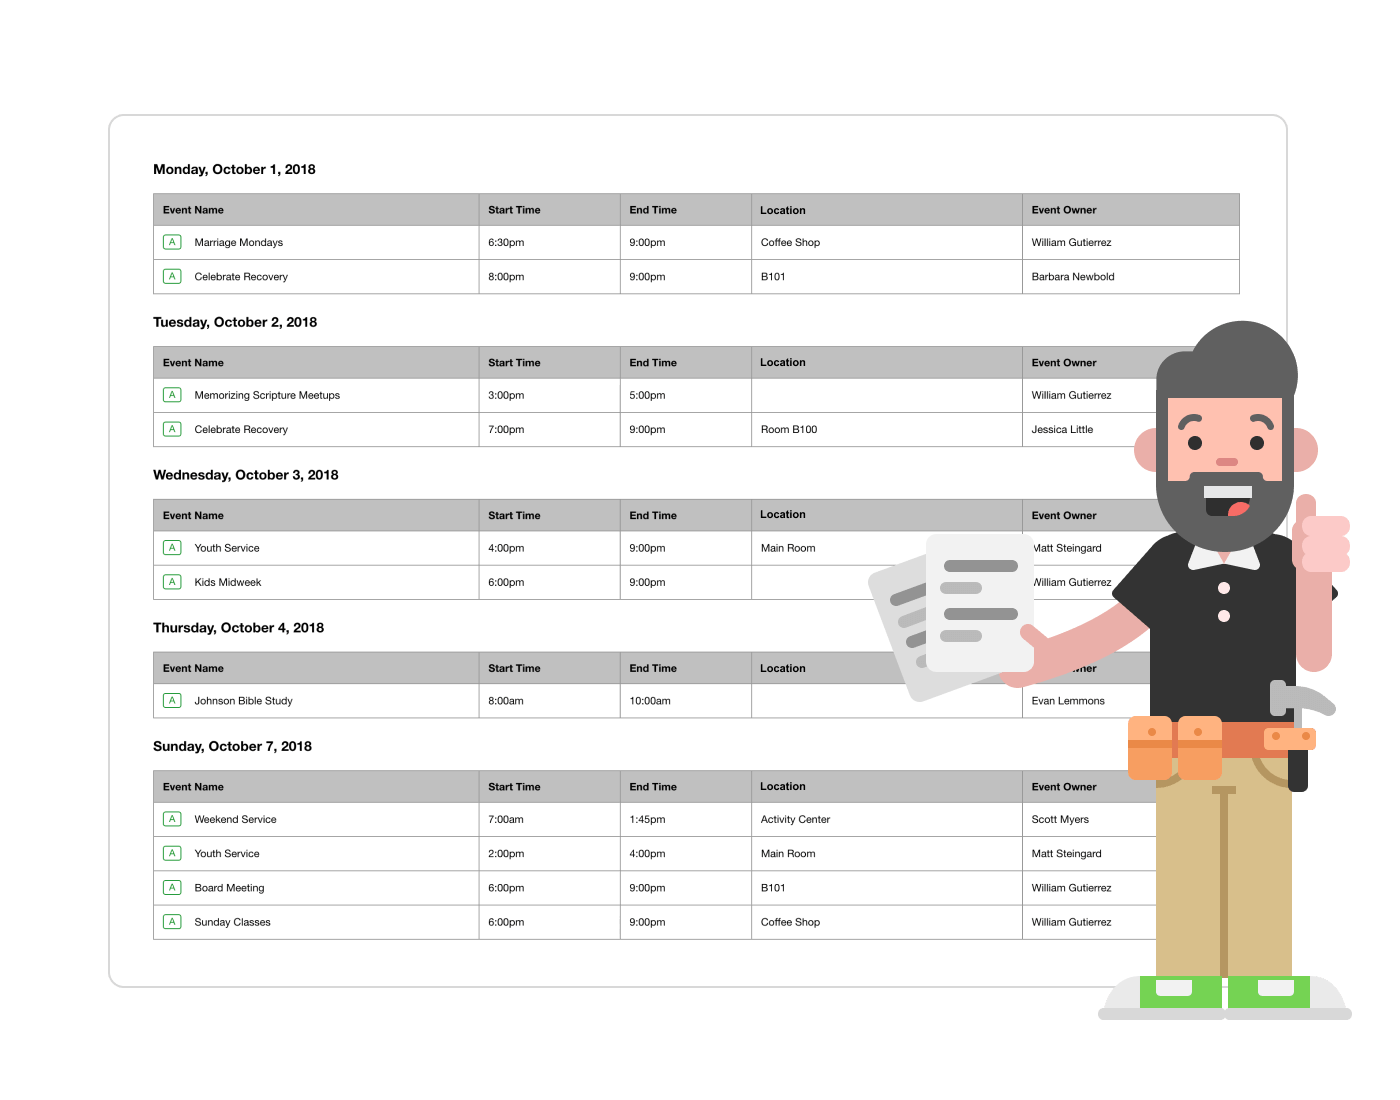 Monday, October 1, 2018
Event Name Start Time End Time Location Event Owner
A Marriage Mondays 6:30pm 9:00pm Coffee Shop William Gutierrez
A Celebrate Recovery 8:00pm 9:00pm B101 Barbara Newbold
Tuesday, October 2, 2018
Event Name Start Time End Time Location Event Owner
A Memorizing Scripture Meetups 3:00pm 5:00pm William Gutierrez
A Celebrate Recovery 7:00pm 9:00pm Room B100 Jessica Little
Wednesday, October 3, 2018
Event Name Start Time End Time Location Event Owner
A Youth Service 4:00pm 9:00pm Main Room Matt Steingard
A Kids Midweek 6:00pm 9:00pm William Gutierrez
Thursday, October 4, 2018
Event Name Start Time End Time Location Owner
A Johnson Bible Study 8:00am 10:00am Evan Lemmons
Sunday, October 7, 2018
Event Name Start Time End Time Location Event Owner
A Weekend Service 7:00am 1:45pm Activity Center Scott Myers
A Youth Service 2:00pm 4:00pm Main Room Matt Steingard
A Board Meeting 6:00pm 9:00pm B101 William Gutierrez
A Sunday Classes 6:00pm 9:00pm Coffee Shop William Gutierrez